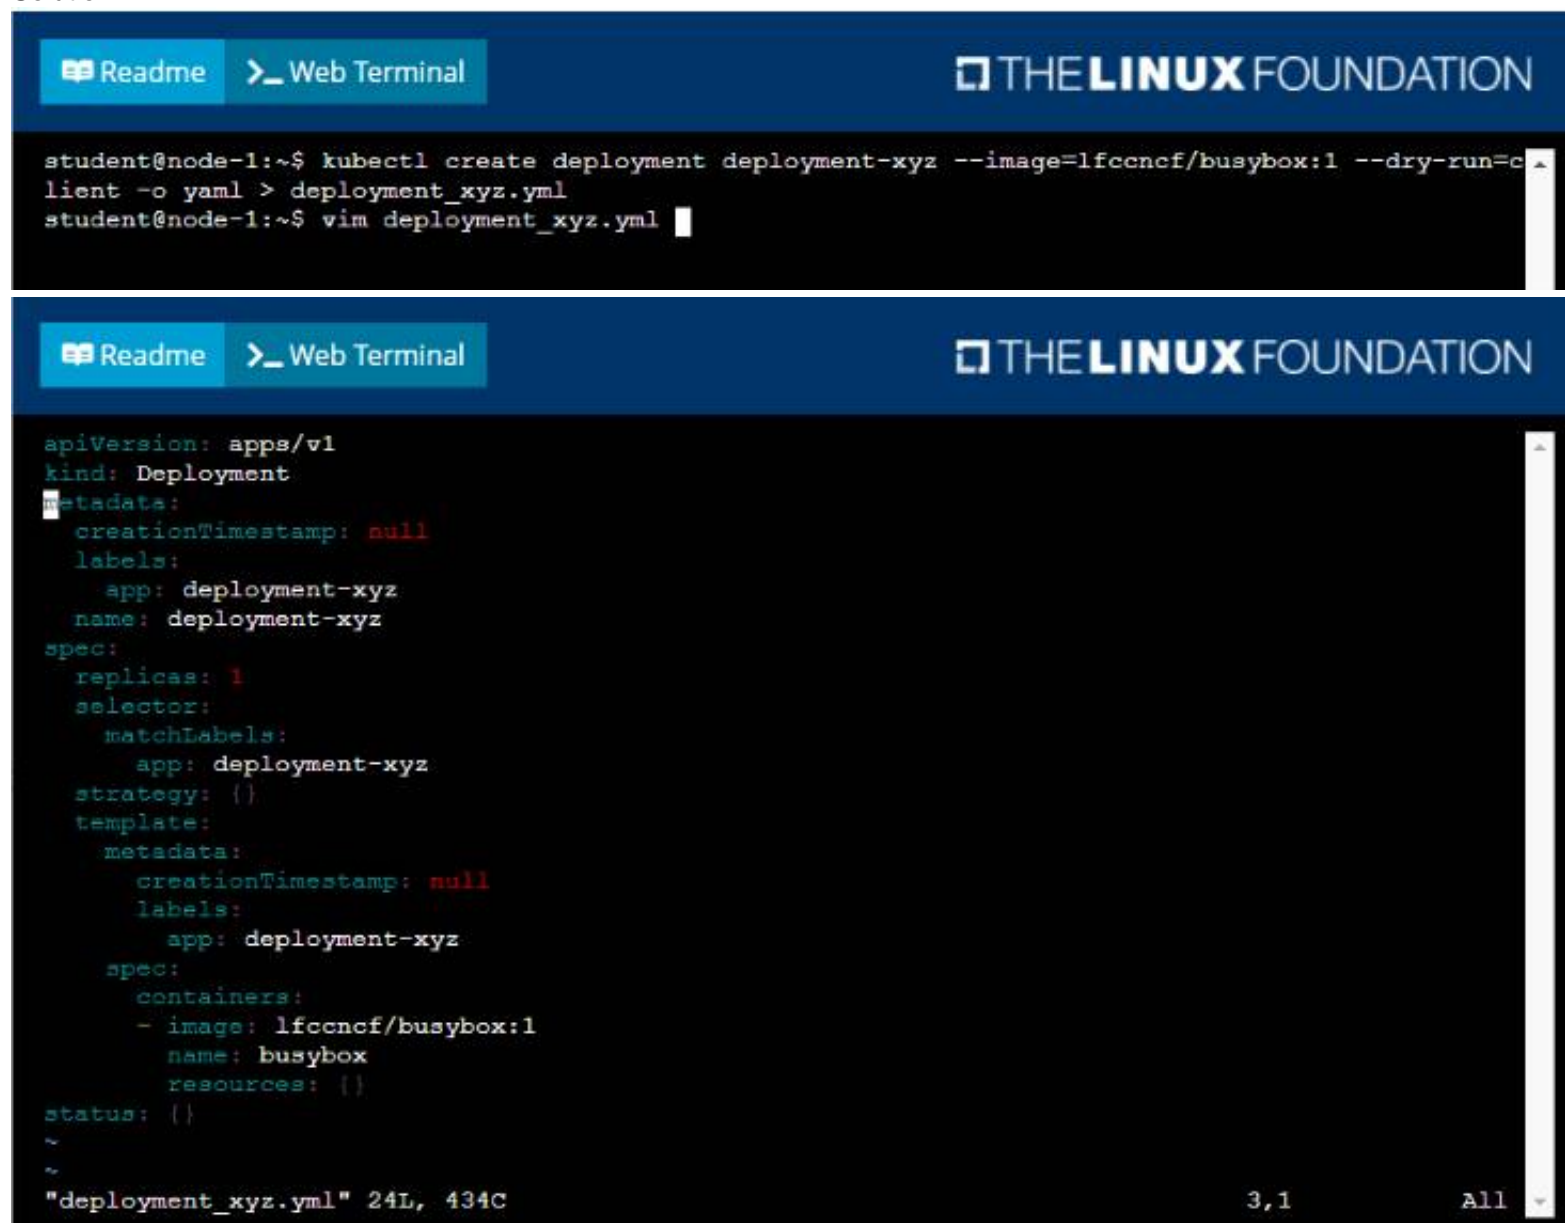 Readme
Web Terminal
THE LINUX FOUNDATION
student@node-1:~$ kubectl create deployment deployment-xyz --image=lfccncf/busybox:1 --dry-run=c
lient -o yaml > deployment_xyz.yml
student@node-1:~$ vim deployment_xyz.yml
Readme
Web Terminal
THE LINUX FOUNDATION
apiVersion: apps/v1
kind: Deployment
metadata:
  creationTimestamp: null
  labels:
    app: deployment-xyz
  name: deployment-xyz
spec:
  replicas: 1
  selector:
    matchLabels:
      app: deployment-xyz
  strategy: {}
  template:
    metadata:
      creationTimestamp: null
      labels:
        app: deployment-xyz
    spec:
      containers:
      - image: lfccncf/busybox:1
        name: busybox
        resources: {}
status: {}
~
~
"deployment_xyz.yml" 24L, 434C 3,1 All